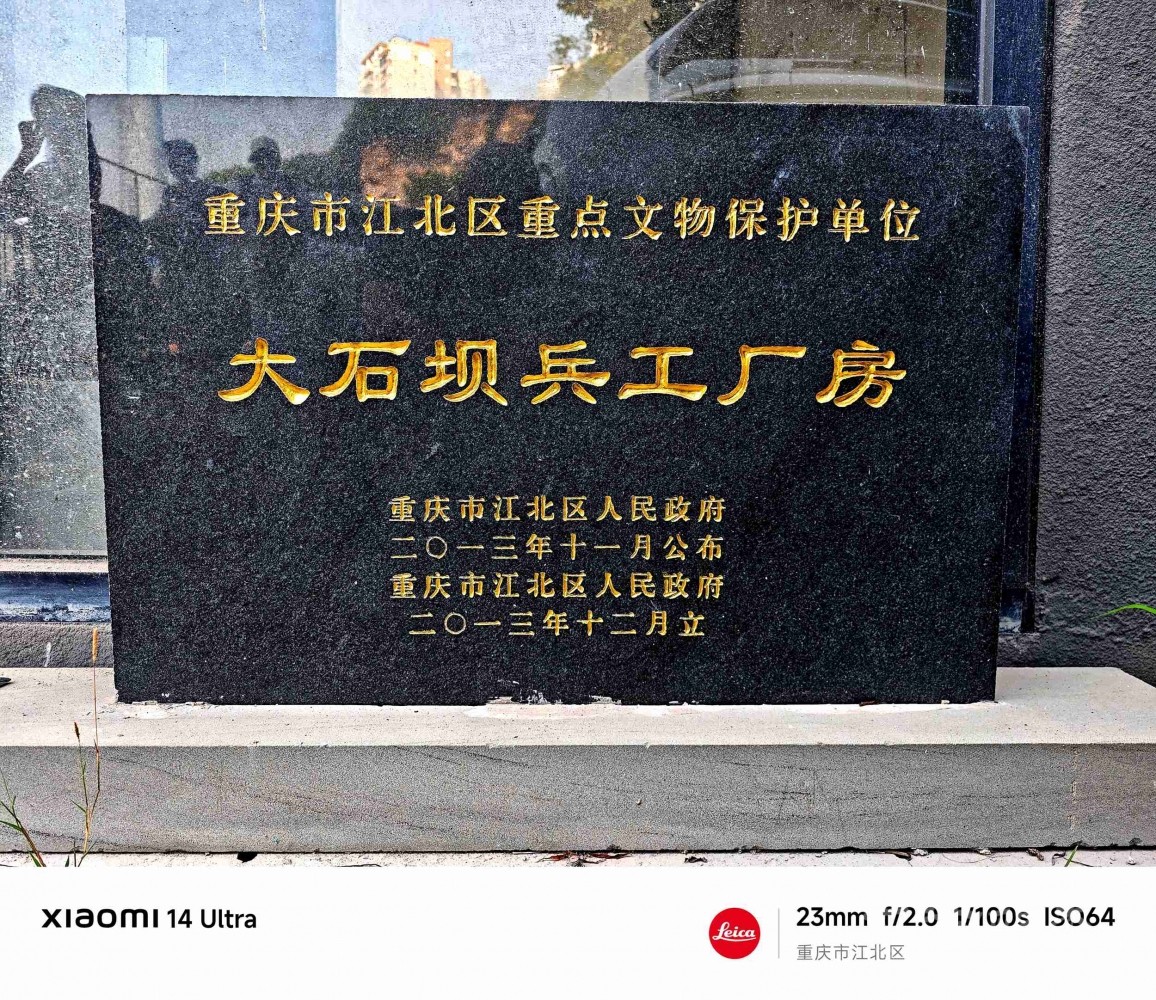 重庆市江北区重点文物保护单位
大石坝兵工厂房
重庆市江北区人民政府
二〇一三年十一月公布
重庆市江北区人民政府
二〇一三年十二月立
xiaomi 14 Ultra
Leica
23mm f/2.0 1/100s ISO64
重庆市江北区